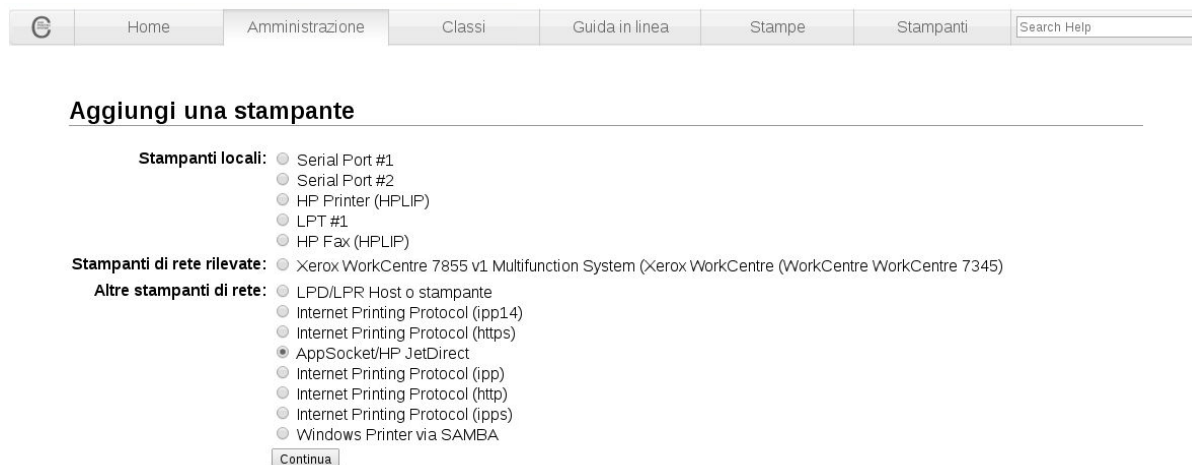 Home Amministrazione Classi Guida in linea Stampe Stampanti Search Help
Aggiungi una stampante
Stampanti locali: Serial Port #1
Serial Port #2
HP Printer (HPLIP)
LPT #1
HP Fax (HPLIP)
Stampanti di rete rilevate: Xerox WorkCentre 7855 v1 Multifunction System (Xerox WorkCentre (WorkCentre WorkCentre 7345)
Altre stampanti di rete: LPD/LPR Host o stampante
Internet Printing Protocol (ipp14)
Internet Printing Protocol (https)
AppSocket/HP JetDirect
Internet Printing Protocol (ipp)
Internet Printing Protocol (http)
Internet Printing Protocol (ipps)
Windows Printer via SAMBA
Continua